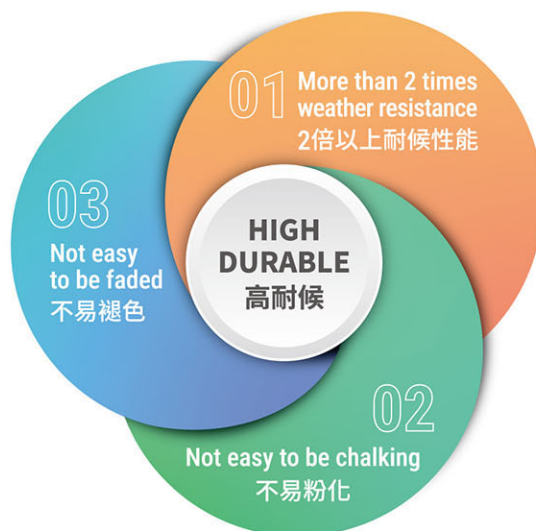 01
More than 2 times
weather resistance
2倍以上耐候性能
03
Not easy
to be faded
不易褪色
HIGH
DURABLE
高耐候
02
Not easy to be chalking
不易粉化